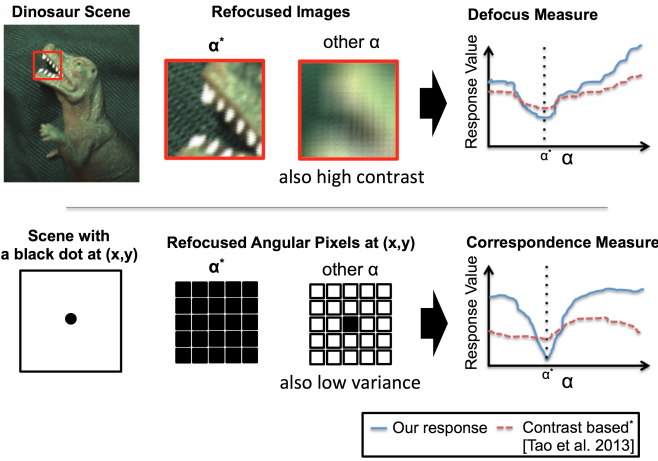 Dinosaur Scene
Refocused Images
Defocus Measure
α*
other α
also high contrast
Response Value
α*
α
Scene with
a black dot at (x,y)
Refocused Angular Pixels at (x,y)
Correspondence Measure
α*
other α
also low variance
Response Value
α*
α
Our response
Contrast based*
[Tao et al. 2013]